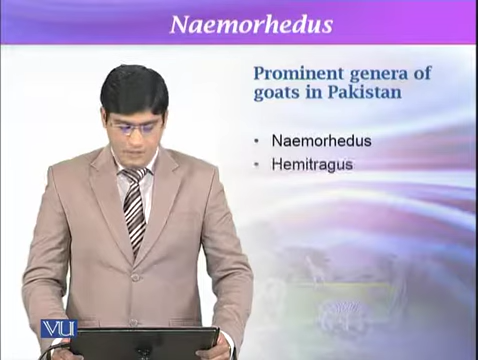 Naemorhedus
Prominent genera of
goats in Pakistan
• Naemorhedus
• Hemitragus
VU